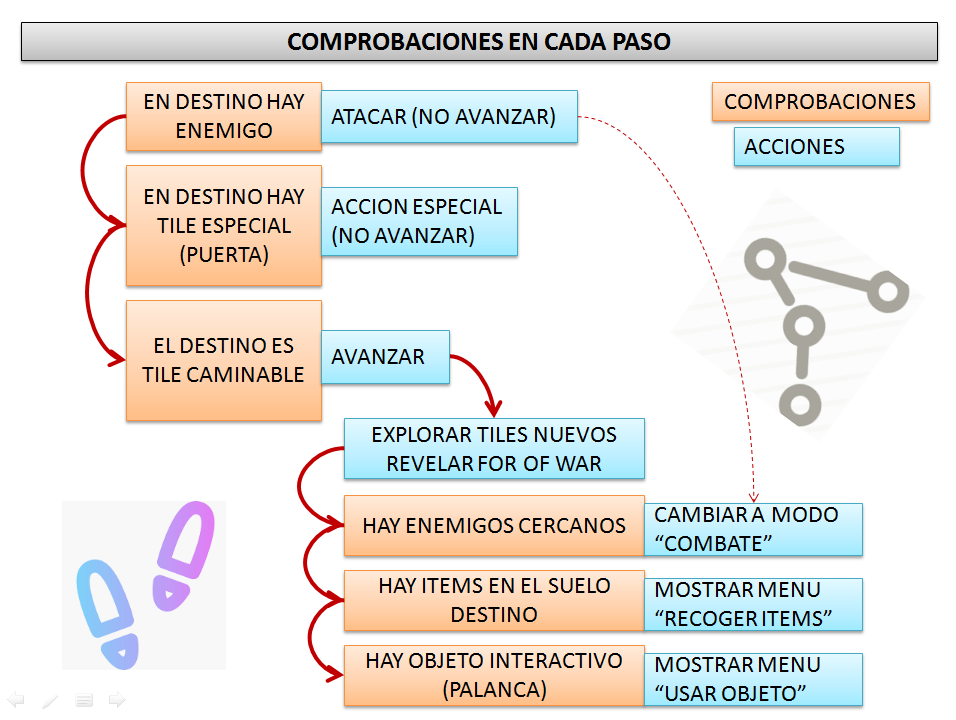 COMPROBACIONES EN CADA PASO
EN DESTINO HAY
ENEMIGO
ATACAR (NO AVANZAR)
COMPROBACIONES
ACCIONES
EN DESTINO HAY
TILE ESPECIAL
(PUERTA)
ACCION ESPECIAL
(NO AVANZAR)
EL DESTINO ES
TILE CAMINABLE
AVANZAR
EXPLORAR TILES NUEVOS
REVELAR FOR OF WAR
HAY ENEMIGOS CERCANOS
CAMBIAR A MODO
“COMBATE”
HAY ITEMS EN EL SUELO
DESTINO
MOSTRAR MENU
“RECOGER ITEMS”
HAY OBJETO INTERACTIVO
(PALANCA)
MOSTRAR MENU
“USAR OBJETO”